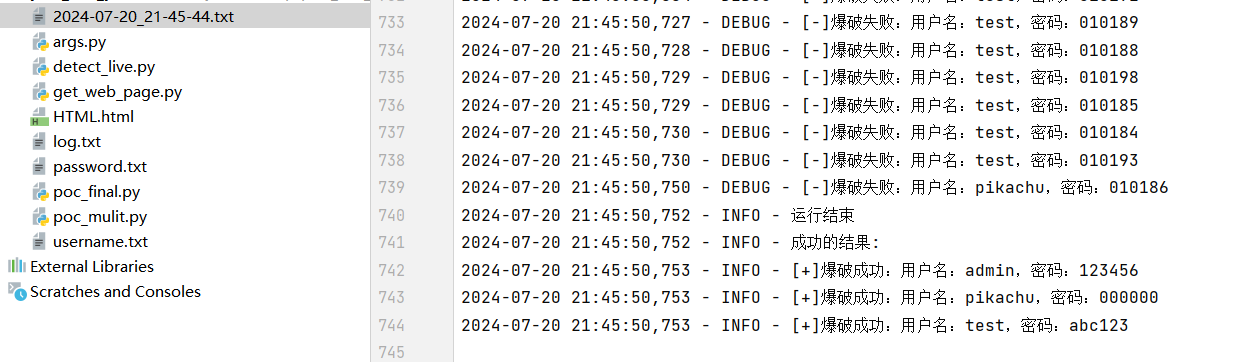 2024-07-20_21-45-44.txt
args.py
detect_live.py
get_web_page.py
HTML.html
log.txt
password.txt
poc_final.py
poc_mulit.py
username.txt
External Libraries
Scratches and Consoles
733 2024-07-20 21:45:50,727 - DEBUG - [-]爆破失败：用户名：test，密码：010189
734 2024-07-20 21:45:50,728 - DEBUG - [-]爆破失败：用户名：test，密码：010188
735 2024-07-20 21:45:50,729 - DEBUG - [-]爆破失败：用户名：test，密码：010198
736 2024-07-20 21:45:50,729 - DEBUG - [-]爆破失败：用户名：test，密码：010185
737 2024-07-20 21:45:50,730 - DEBUG - [-]爆破失败：用户名：test，密码：010184
738 2024-07-20 21:45:50,730 - DEBUG - [-]爆破失败：用户名：test，密码：010193
739 2024-07-20 21:45:50,750 - DEBUG - [-]爆破失败：用户名：pikachu，密码：010186
740 2024-07-20 21:45:50,752 - INFO - 运行结束
741 2024-07-20 21:45:50,752 - INFO - 成功的结果：
742 2024-07-20 21:45:50,753 - INFO - [+]爆破成功：用户名：admin，密码：123456
743 2024-07-20 21:45:50,753 - INFO - [+]爆破成功：用户名：pikachu，密码：000000
744 2024-07-20 21:45:50,753 - INFO - [+]爆破成功：用户名：test，密码：abc123
745